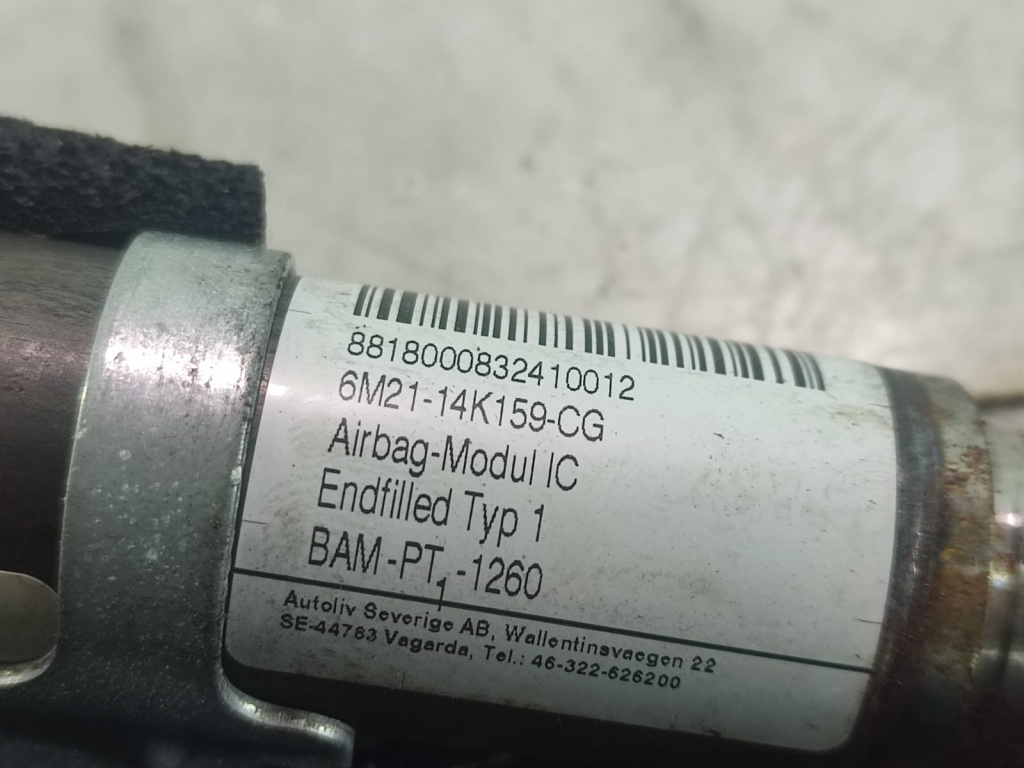 8818000832410012
6M21-14K159-CG
Airbag-Modul IC
Endfilled Typ 1
BAM-PT1-1260
Autoliv Severige AB, Wallentinsvaegen 22
SE-44783 Vagarda, Tel.: 46-322-626200